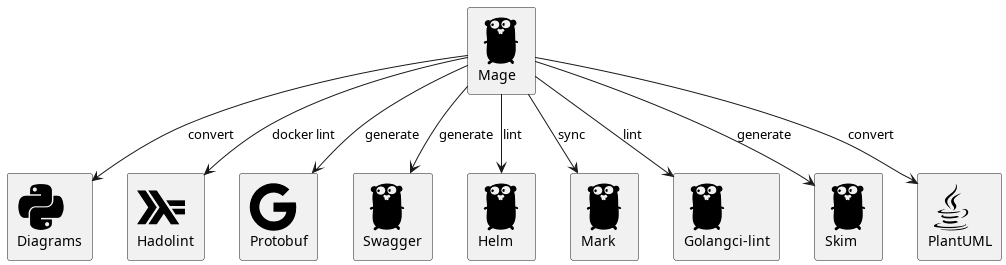 Mage
convert
docker lint
generate
generate
lint
sync
lint
generate
convert
Diagrams
Hadolint
Protobuf
Swagger
Helm
Mark
Golangci-lint
Skim
PlantUML